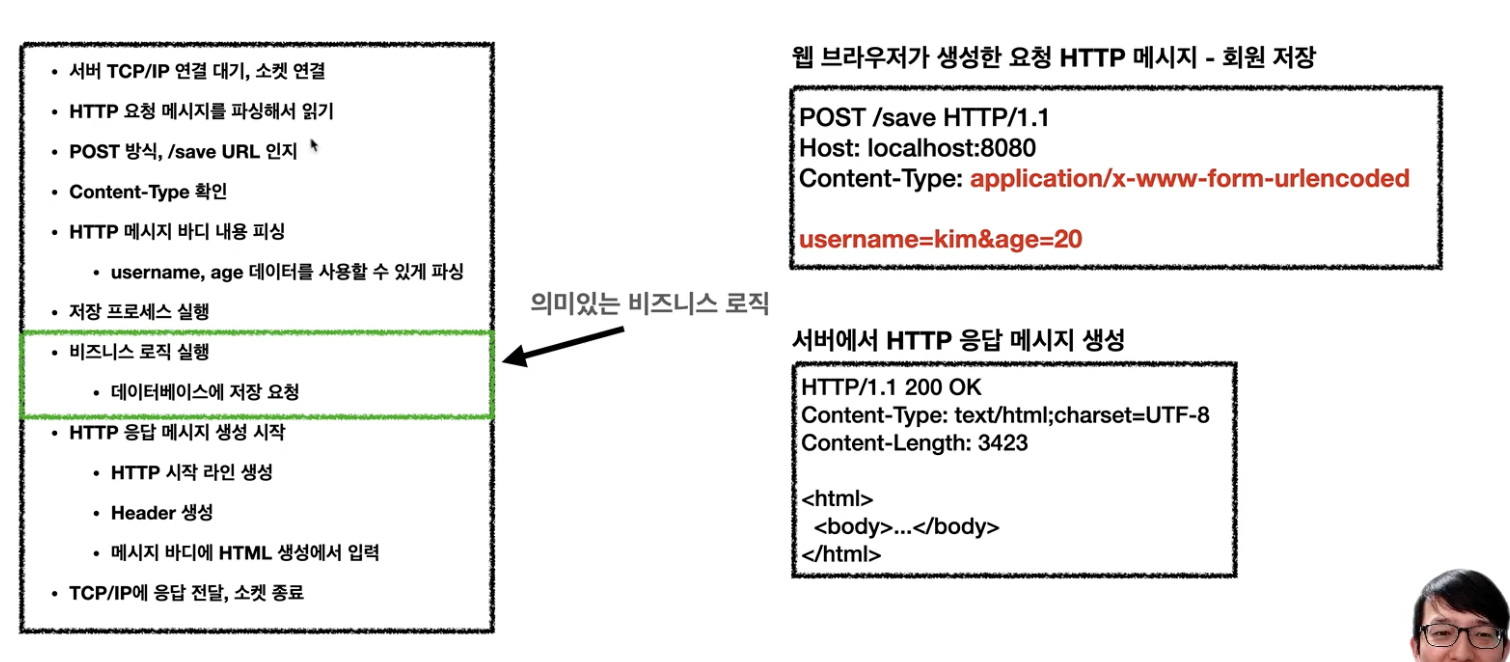 서버 TCP/IP 연결 대기, 소켓 연결
HTTP 요청 메시지를 파싱해서 읽기
POST 방식, /save URL 인지
Content-Type 확인
HTTP 메시지 바디 내용 피싱
username, age 데이터를 사용할 수 있게 파싱
저장 프로세스 실행
비즈니스 로직 실행
데이터베이스에 저장 요청
HTTP 응답 메시지 생성 시작
HTTP 시작 라인 생성
Header 생성
메시지 바디에 HTML 생성에서 입력
TCP/IP에 응답 전달, 소켓 종료
의미있는 비즈니스 로직
웹 브라우저가 생성한 요청 HTTP 메시지 - 회원 저장
POST /save HTTP/1.1
Host: localhost:8080
Content-Type: application/x-www-form-urlencoded
username=kim&age=20
서버에서 HTTP 응답 메시지 생성
HTTP/1.1 200 OK
Content-Type: text/html;charset=UTF-8
Content-Length: 3423
<html>
<body>...</body>
</html>